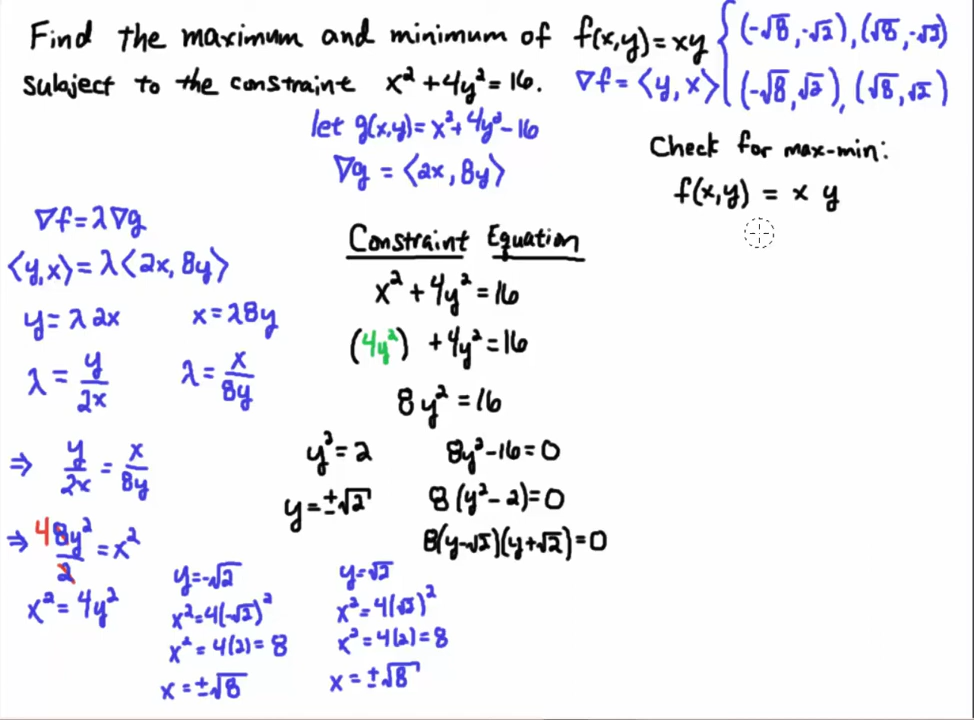 Find the maximum and minimum of f(x,y)=xy
subject to the constraint x²+4y²=16.
∇f=⟨y,x⟩
{(-√8,-√2),(√8,-√2)
(-√8,√2),(√8,√2)
let g(x,y)=x²+4y²-16
∇g = ⟨2x,8y⟩
Check for max-min:
f(x,y) = x y
∇f=λ∇g
⟨y,x⟩=λ⟨2x,8y⟩
y=λ2x x=λ8y
λ=y/2x λ=x/8y
⇒ y/2x=x/8y
⇒ 4 8y²/2=x²
x²=4y²
Constraint Equation
x²+4y²=16
(4y²) +4y²=16
8y²=16
y²=2 8y²-16=0
y=±√2 8(y²-2)=0
8(y-√2)(y+√2)=0
y=-√2
x²=4(-√2)²
x²=4(2)=8
x=±√8
y=√2
x²=4(√2)²
x²=4(2)=8
x=±√8